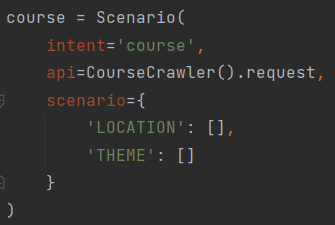 course = Scenario(
    intent='course',
    api=CourseCrawler().request,
    scenario={
        'LOCATION': [],
        'THEME': []
    }
)